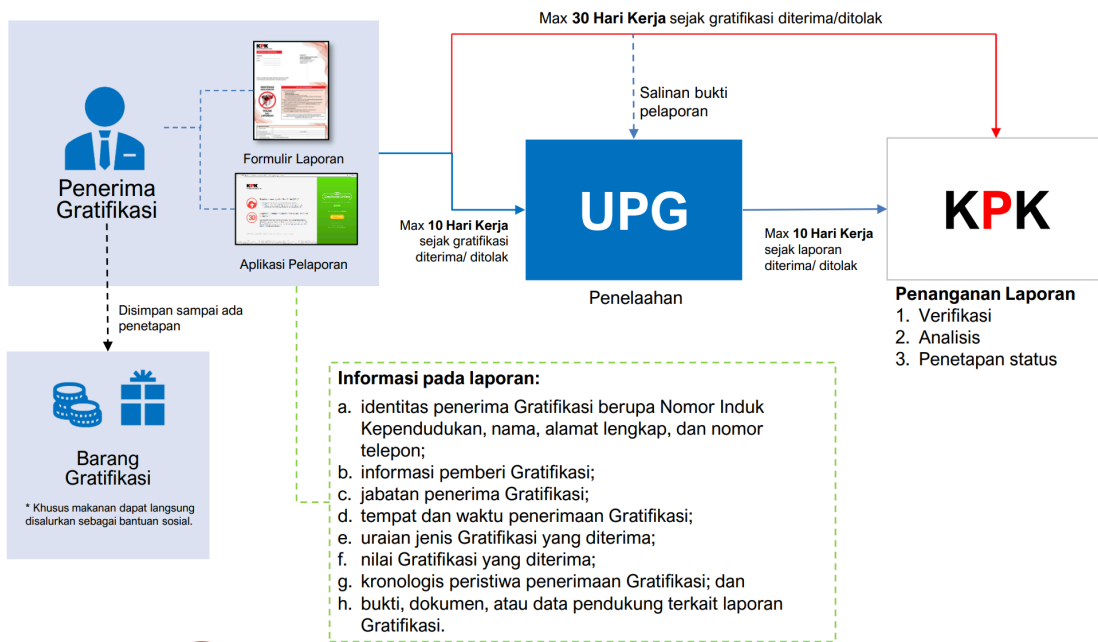 Max 30 Hari Kerja sejak gratifikasi diterima/ditolak
KPK
Salinan bukti
pelaporan
Formulir Laporan
Penerima
Gratifikasi
KPK
30
Aplikasi Pelaporan
Max 10 Hari Kerja
sejak gratifikasi
diterima/ ditolak
UPG
Penelaahan
Max 10 Hari Kerja
sejak laporan
diterima/ ditolak
KPK
Penanganan Laporan
1. Verifikasi
2. Analisis
3. Penetapan status
Disimpan sampai ada
penetapan
Barang
Gratifikasi
* Khusus makanan dapat langsung
disalurkan sebagai bantuan sosial.
Informasi pada laporan:
a. identitas penerima Gratifikasi berupa Nomor Induk
Kependudukan, nama, alamat lengkap, dan nomor
telepon;
b. informasi pemberi Gratifikasi;
c. jabatan penerima Gratifikasi;
d. tempat dan waktu penerimaan Gratifikasi;
e. uraian jenis Gratifikasi yang diterima;
f. nilai Gratifikasi yang diterima;
g. kronologis peristiwa penerimaan Gratifikasi; dan
h. bukti, dokumen, atau data pendukung terkait laporan
Gratifikasi.